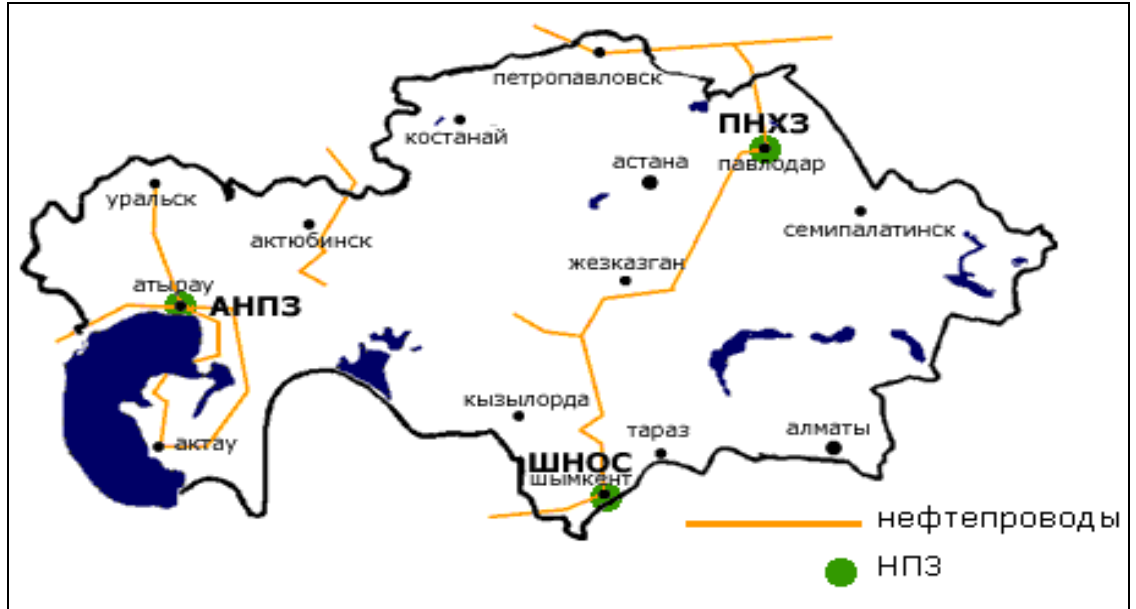 петропавловск
костанай
ПНХЗ
астана
павлодар
уральск
актюбинск
семипалатинск
жезказган
атырау
АНПЗ
кызылорда
тараз
алматы
актау
ШНОС
шымкент
нефтепроводы
НПЗ